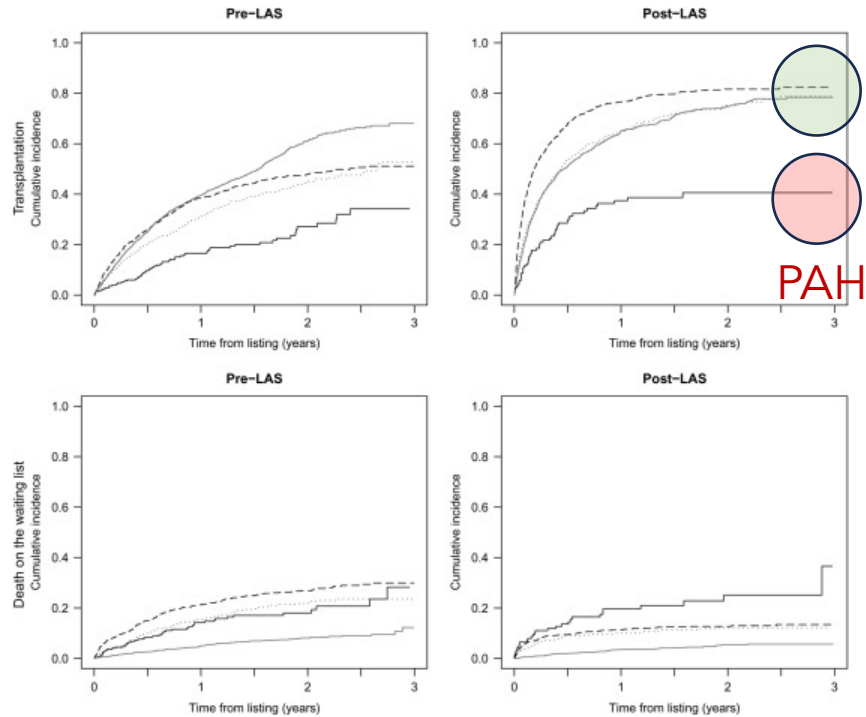 Pre-LAS
Post-LAS
Transplantation
Cumulative incidence
1.0
0.8
0.6
0.4
0.2
0.0
0 1 2 3
Time from listing (years)
Cumulative incidence
1.0
0.8
0.6
0.4
0.2
0.0
0 1 2 3
Time from listing (years)
PAH
Pre-LAS
Post-LAS
Death on the waiting list
Cumulative incidence
1.0
0.8
0.6
0.4
0.2
0.0
0 1 2 3
Time from listing (years)
Cumulative incidence
1.0
0.8
0.6
0.4
0.2
0.0
0 1 2 3
Time from listing (years)